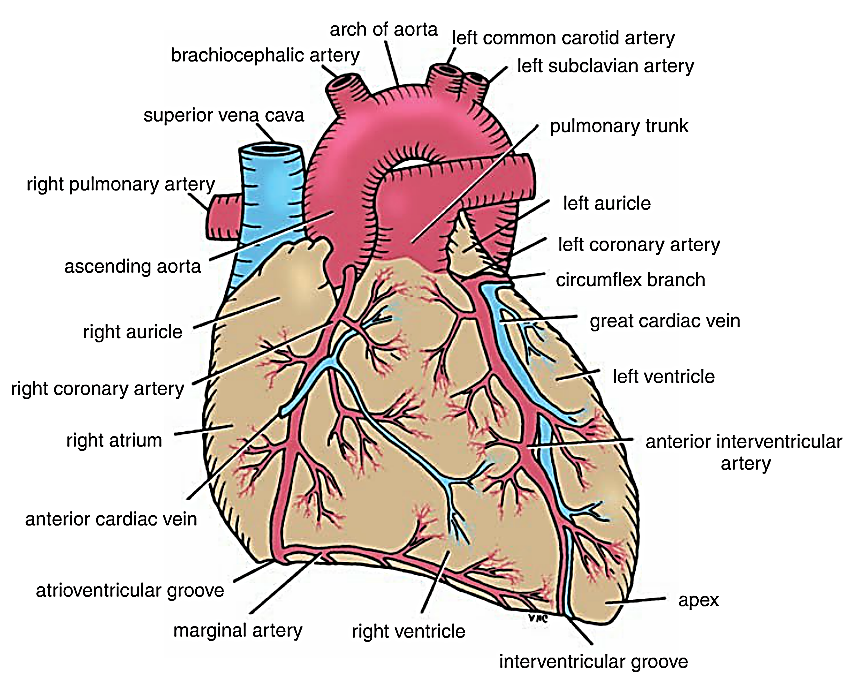 arch of aorta
left common carotid artery
brachiocephalic artery
left subclavian artery
superior vena cava
pulmonary trunk
right pulmonary artery
left auricle
left coronary artery
ascending aorta
circumflex branch
great cardiac vein
right auricle
left ventricle
right coronary artery
right atrium
anterior interventricular
artery
anterior cardiac vein
atrioventricular groove
apex
marginal artery
right ventricle
interventricular groove